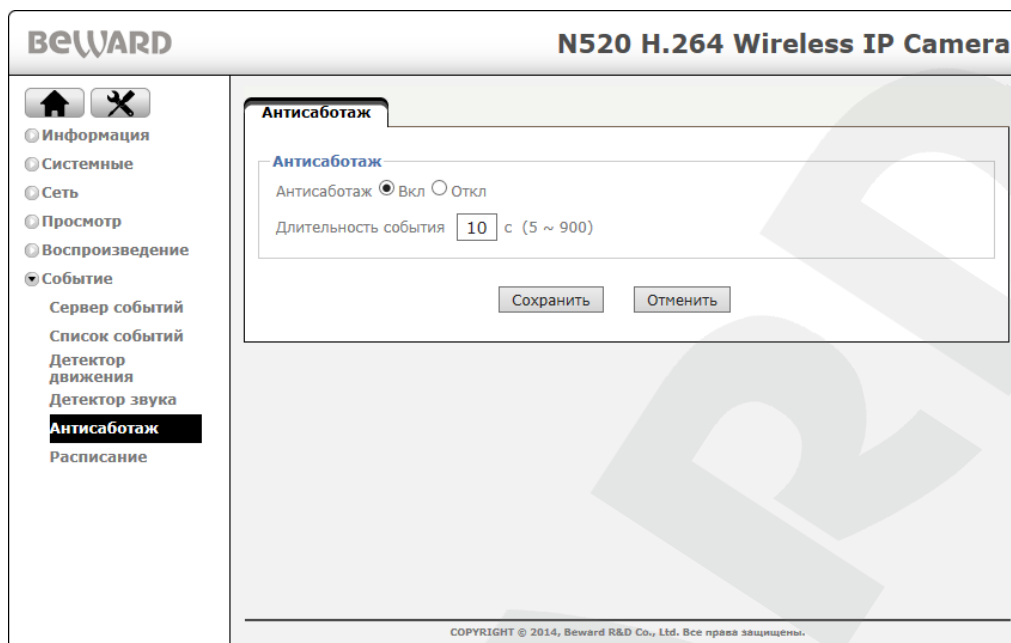 BEWARD
N520 H.264 Wireless IP Camera
Информация
Системные
Сеть
Просмотр
Воспроизведение
Событие
Сервер событий
Список событий
Детектор
движения
Детектор звука
Антисаботаж
Расписание
Антисаботаж
Антисаботаж
Антисаботаж Вкл Откл
Длительность события 10 с (5 ~ 900)
Сохранить Отменить
COPYRIGHT © 2014, Beward R&D Co., Ltd. Все права защищены.